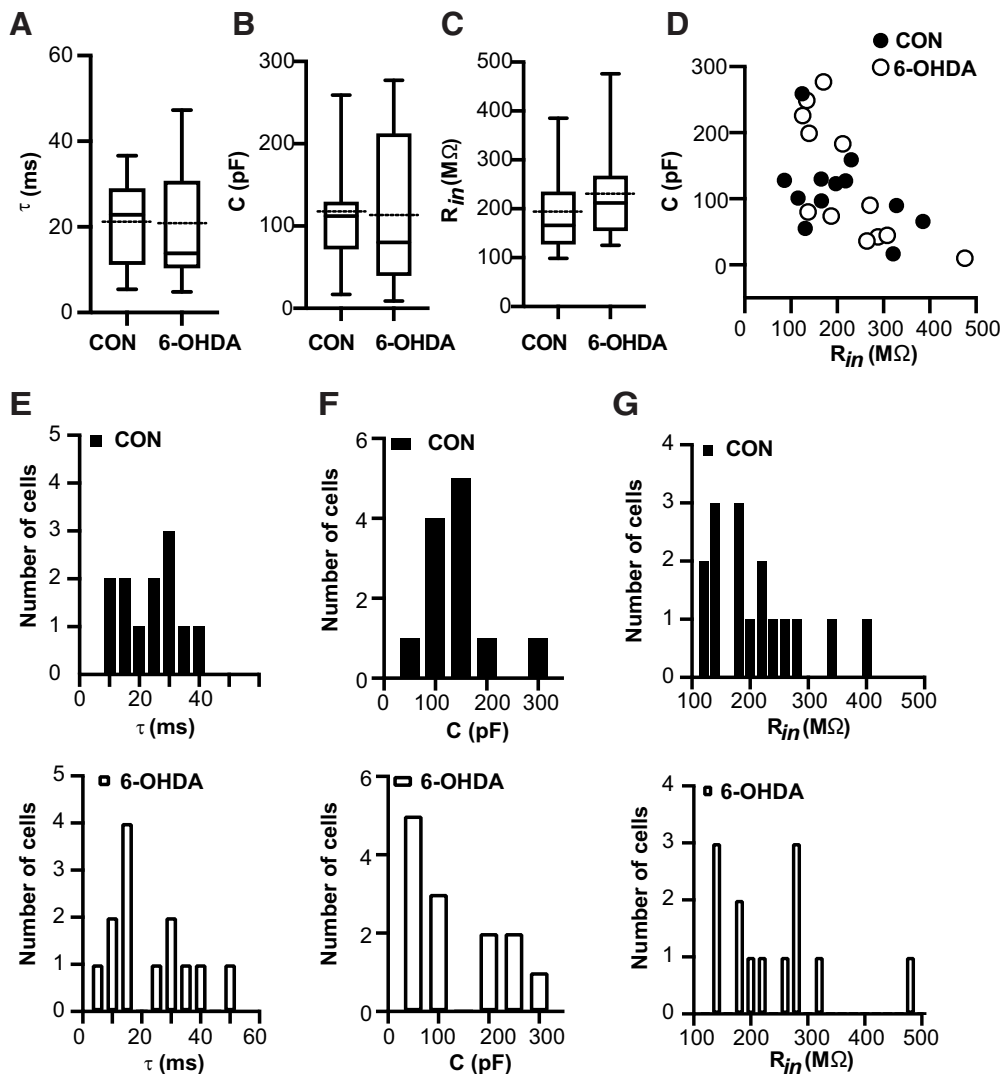 A
τ (ms)
60
40
20
0
CON 6-OHDA
B
C (pF)
300
200
100
0
CON 6-OHDA
C
Rin (MΩ)
500
400
300
200
100
0
CON 6-OHDA
D
CON
6-OHDA
C (pF)
300
200
100
0
0 100 200 300 400 500
Rin (MΩ)
E
CON
Number of cells
5
4
3
2
1
0
0 20 40
τ (ms)
F
CON
Number of cells
6
4
2
0
0 100 200 300
C (pF)
G
CON
Number of cells
4
3
2
1
0
100 200 300 400 500
Rin (MΩ)
6-OHDA
Number of cells
5
4
3
2
1
0
0 20 40 60
τ (ms)
6-OHDA
Number of cells
6
4
2
0
0 100 200 300
C (pF)
6-OHDA
Number of cells
4
3
2
1
0
100 200 300 400 500
Rin (MΩ)